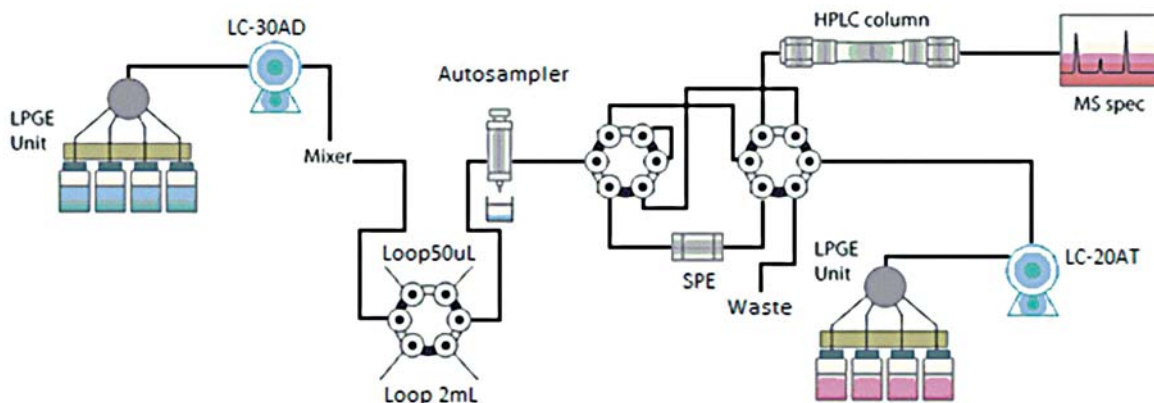 LC-30AD
HPLC column
Autosampler
LPGE
Unit
MS spec
Mixer
Loop50uL
SPE
LPGE
Unit
LC-20AT
Waste
Loop 2mL